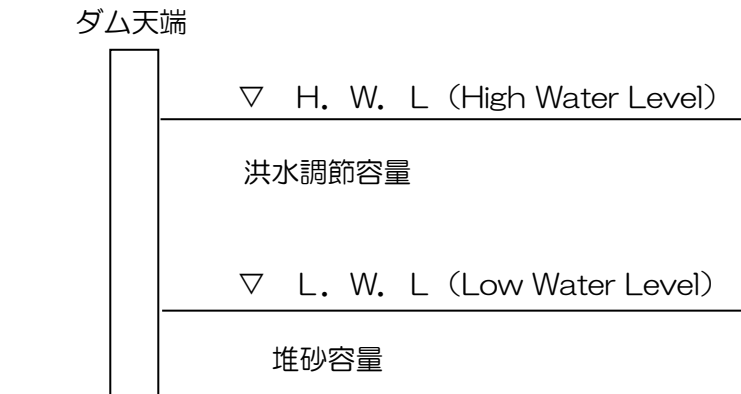 ダム天端
▽　H．W．L（High Water Level）
洪水調節容量
▽　L．W．L（Low Water Level）
堆砂容量